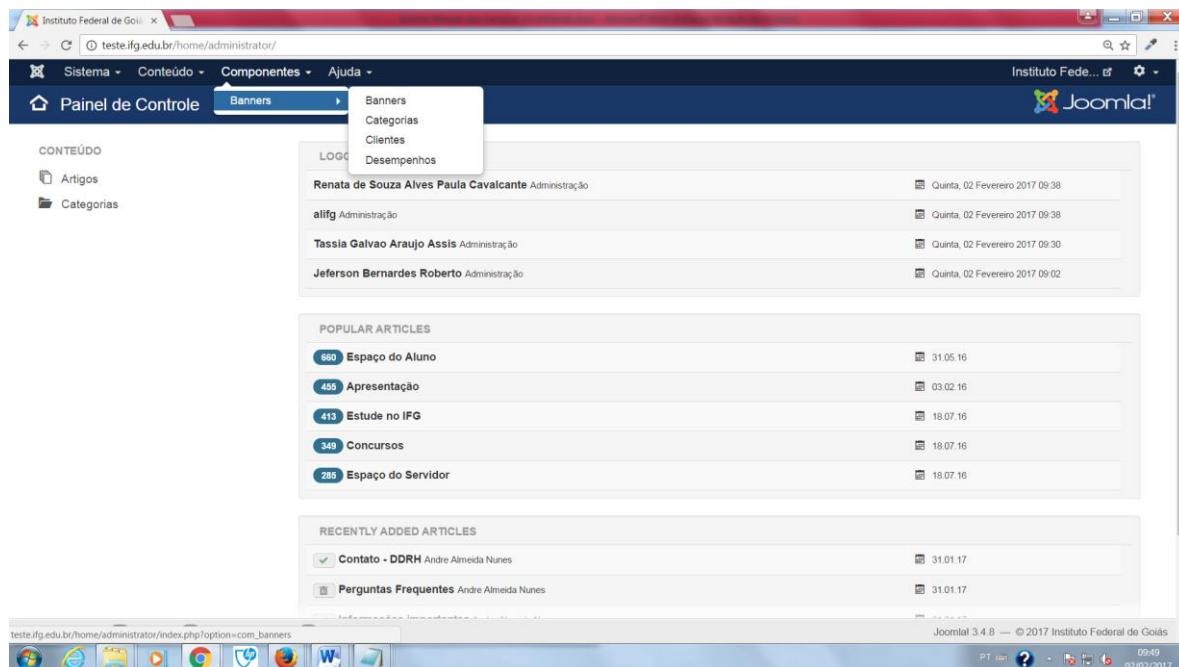 Instituto Federal de Goiá
teste.ifg.edu.br/home/administrator/
Sistema Conteúdo Componentes Ajuda Instituto Fede...
Painel de Controle Joomla!
Banners
Banners
Categorias
Clientes
Desempenhos
CONTEÚDO
Artigos
Categorias
LOGG
Renata de Souza Alves Paula Cavalcante Administração Quinta, 02 Fevereiro 2017 09:38
alifg Administração Quinta, 02 Fevereiro 2017 09:38
Tassia Galvao Araujo Assis Administração Quinta, 02 Fevereiro 2017 09:30
Jeferson Bernardes Roberto Administração Quinta, 02 Fevereiro 2017 09:02
POPULAR ARTICLES
660 Espaço do Aluno 31.05.16
455 Apresentação 03.02.16
413 Estude no IFG 18.07.16
349 Concursos 18.07.16
285 Espaço do Servidor 18.07.16
RECENTLY ADDED ARTICLES
Contato - DDRH Andre Almeida Nunes 31.01.17
Perguntas Frequentes Andre Almeida Nunes 31.01.17
teste.ifg.edu.br/home/administrator/index.php?option=com_banners
Joomla! 3.4.8 — © 2017 Instituto Federal de Goiás
PT 09:49
02/02/2017